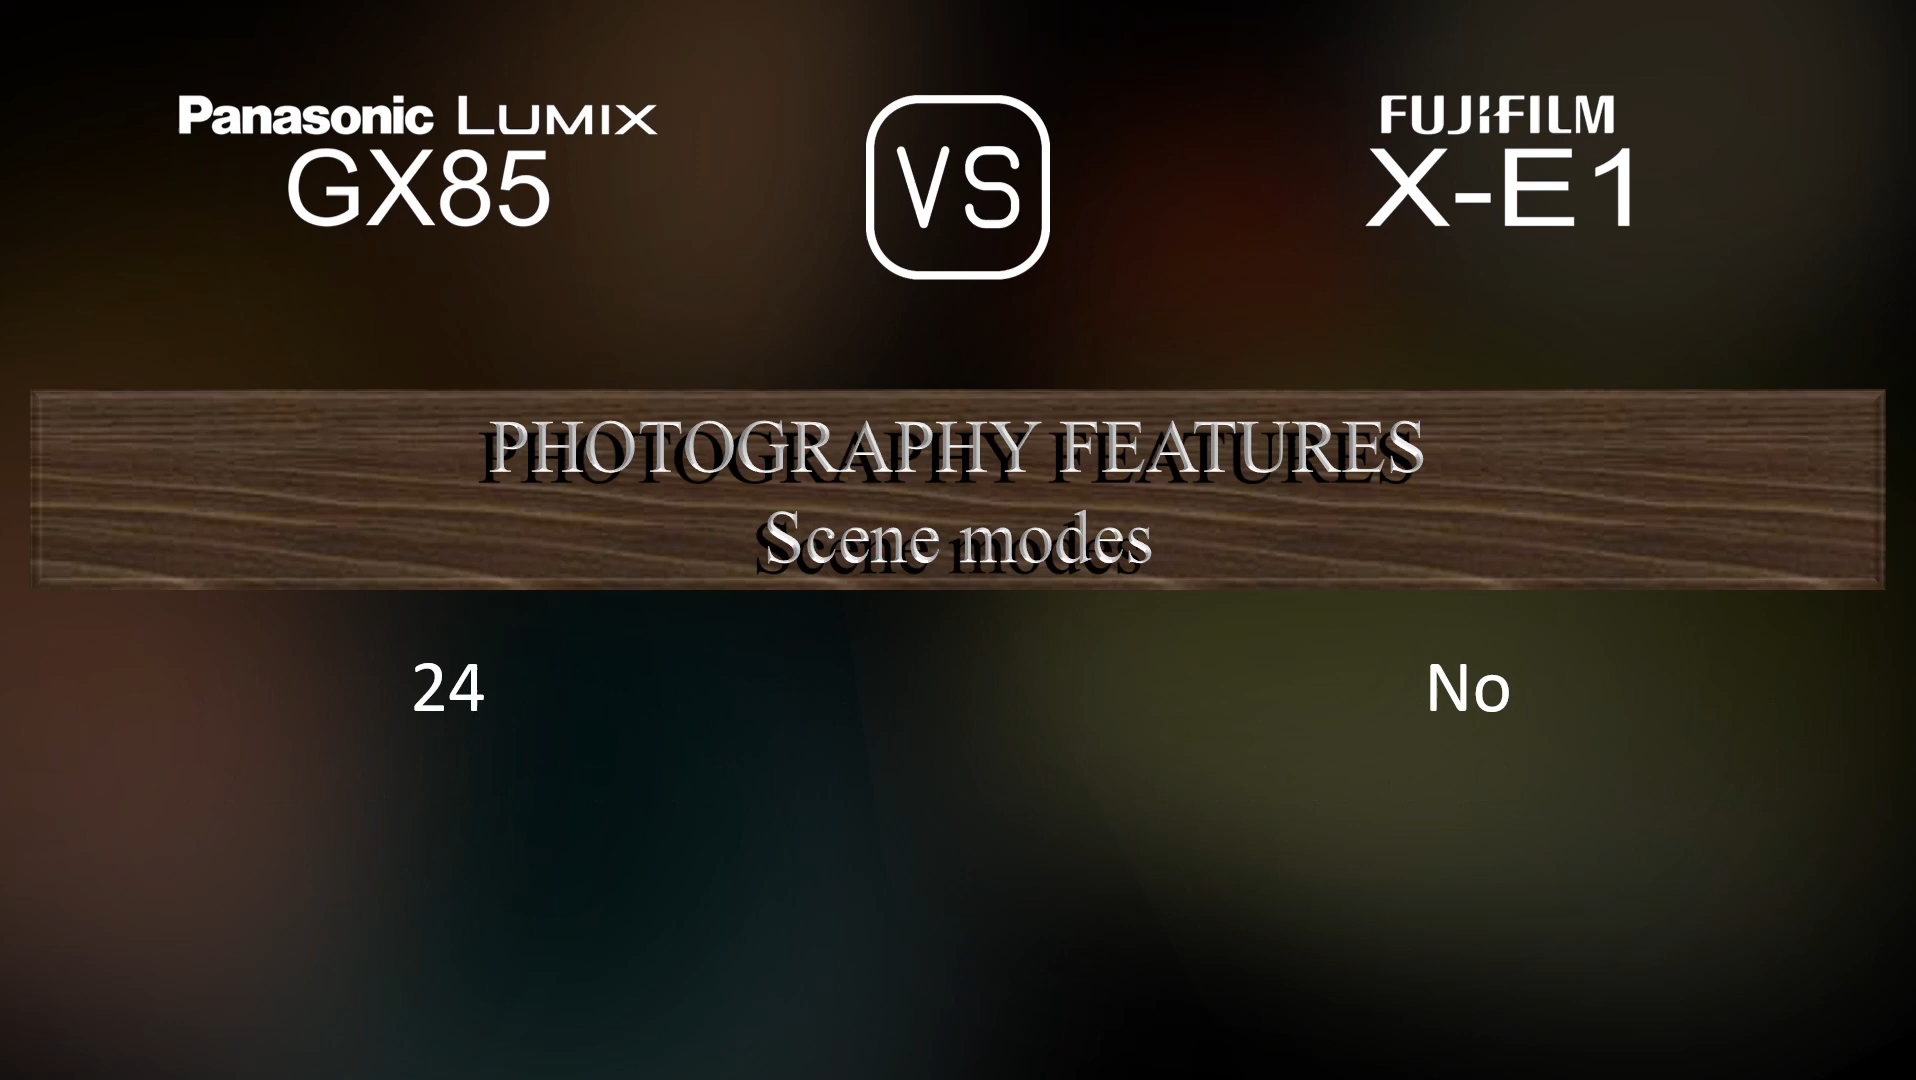 Panasonic LUMIX
GX85
VS
FUJIFILM
X-E1
PHOTOGRAPHY FEATURES
Scene modes
24
No